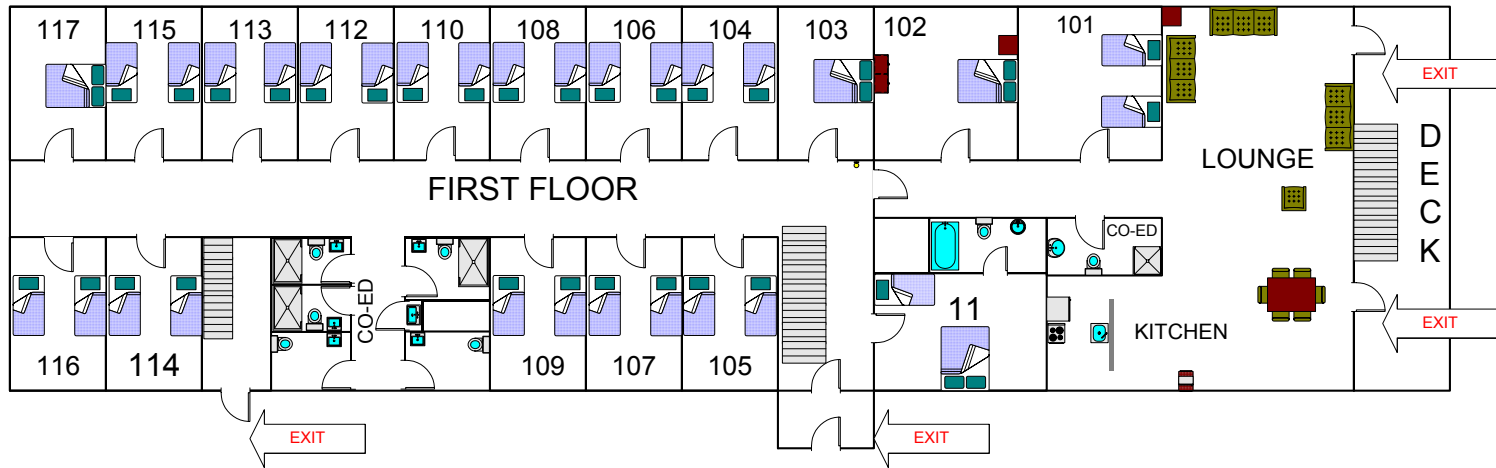 117
115
113
112
110
108
106
104
103
102
101
EXIT
LOUNGE
DECK
FIRST FLOOR
CO-ED
CO-ED
11
KITCHEN
EXIT
116
114
109
107
105
EXIT
EXIT